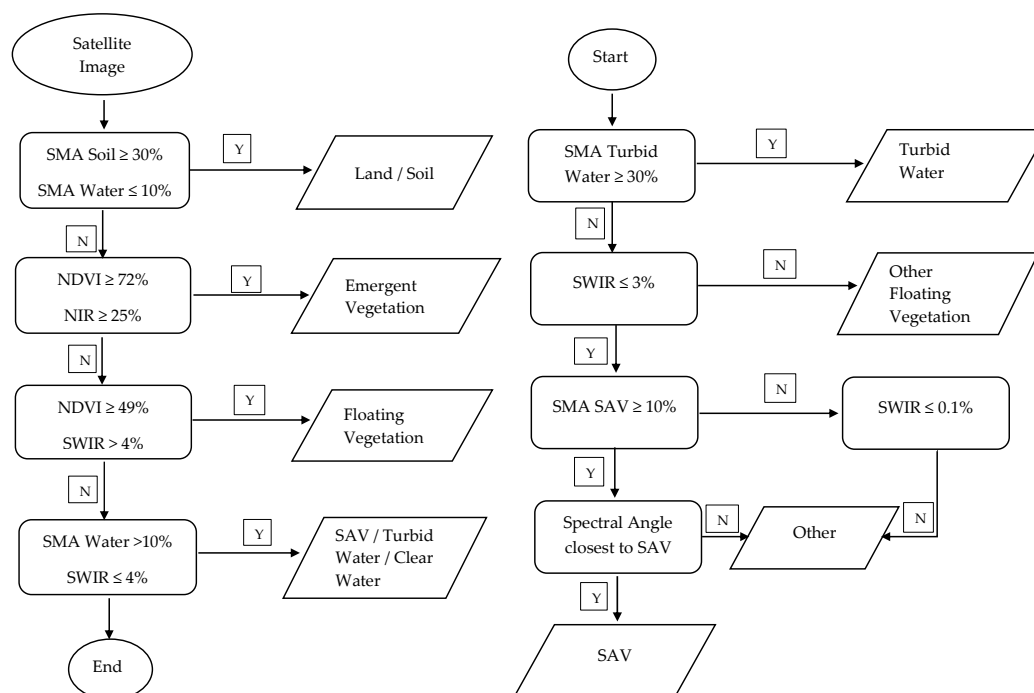 Satellite
Image
SMA Soil ≥ 30%
SMA Water ≤ 10%
Y
Land / Soil
N
NDVI ≥ 72%
NIR ≥ 25%
Y
Emergent
Vegetation
N
NDVI ≥ 49%
SWIR > 4%
Y
Floating
Vegetation
N
SMA Water >10%
SWIR ≤ 4%
Y
SAV / Turbid
Water / Clear
Water
End
Start
SMA Turbid
Water ≥ 30%
Y
Turbid
Water
N
SWIR ≤ 3%
N
Other
Floating
Vegetation
Y
SMA SAV ≥ 10%
N
SWIR ≤ 0.1%
Y
Spectral Angle
closest to SAV
N
Other
N
Y
SAV